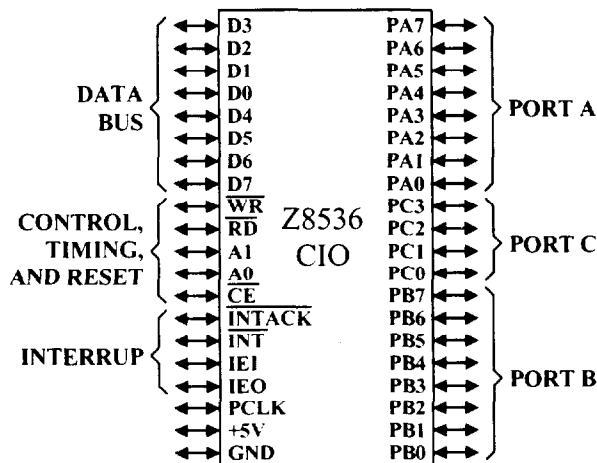 DATA
BUS
CONTROL,
TIMING,
AND RESET
INTERRUP
D3
D2
D1
D0
D4
D5
D6
D7
WR
RD
A1
A0
CE
INTACK
INT
IEI
IEO
PCLK
+5V
GND
Z8536
CIO
PA7
PA6
PA5
PA4
PA3
PA2
PA1
PA0
PC3
PC2
PC1
PC0
PB7
PB6
PB5
PB4
PB3
PB2
PB1
PB0
PORT A
PORT C
PORT B